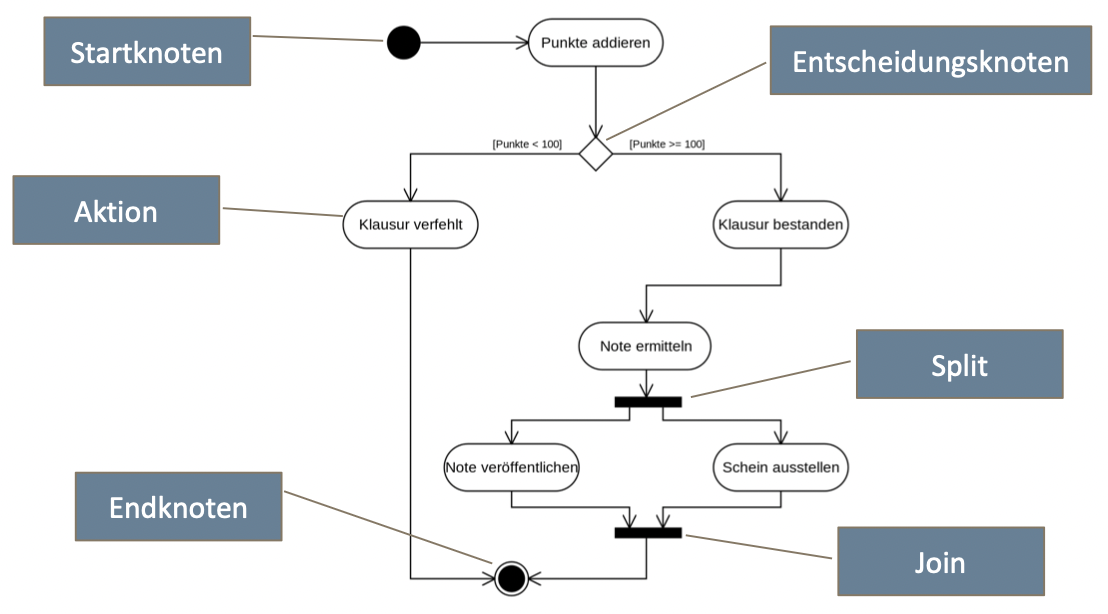 Startknoten
Punkte addieren
Entscheidungsknoten
[Punkte < 100]
[Punkte >= 100]
Aktion
Klausur verfehlt
Klausur bestanden
Note ermitteln
Split
Note veröffentlichen
Schein ausstellen
Endknoten
Join